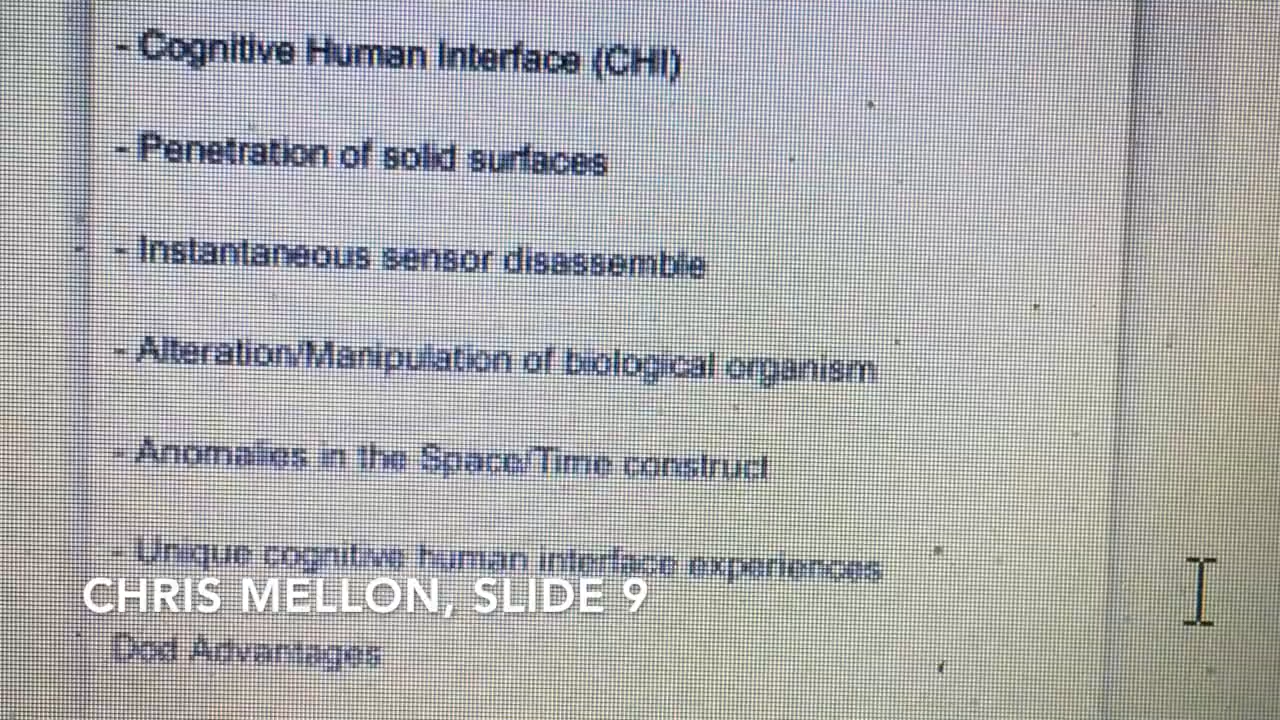 - Cognitive Human Interface (CHI)
- Penetration of solid surfaces
- Instantaneous sensor disassemble
- Alteration/Manipulation of biological organism
- Anomalies in the Space/Time construct
- Unique cognitive human interface experiences
CHRIS MELLON, SLIDE 9
Dod Advantages